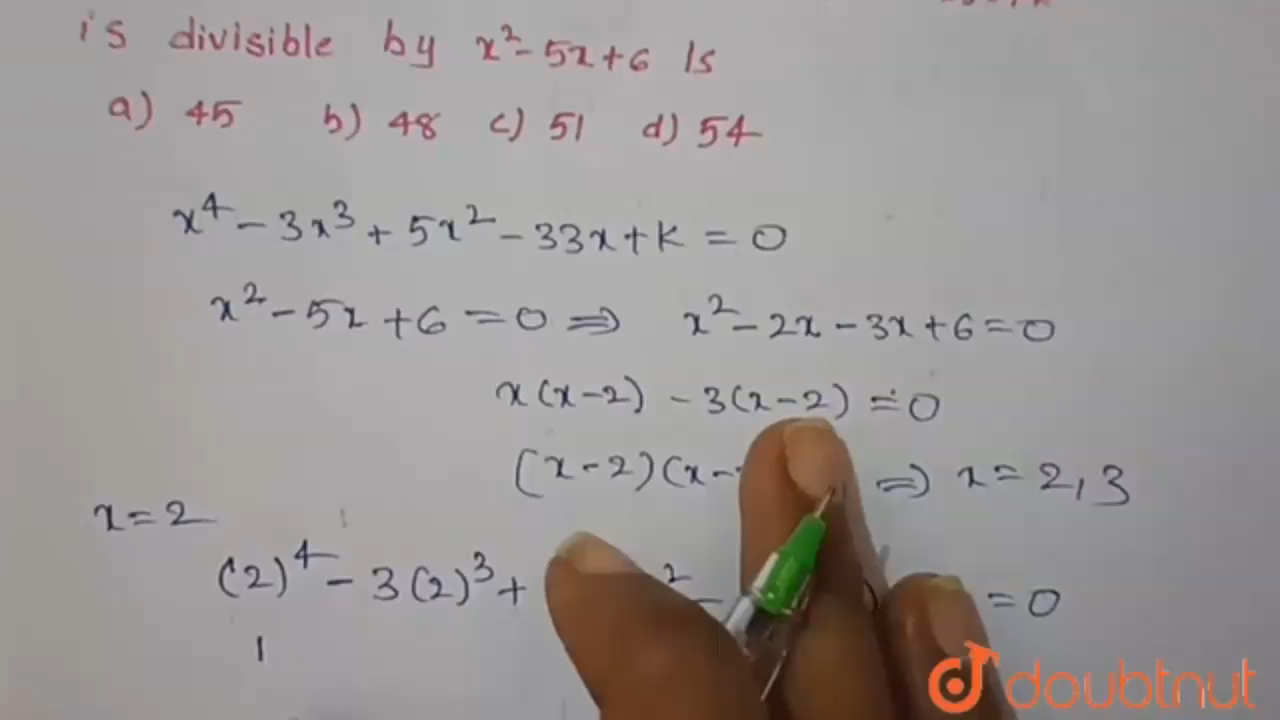 is divisible by x²-5x+6 Is
a) 45 b) 48 c) 51 d) 54
x⁴-3x³+5x²-33x+k=0
x²-5x+6=0 ⇒ x²-2x-3x+6=0
x(x-2)-3(x-2)=0
(x-2)(x- ⇒ x=2,3
x=2
(2)⁴-3(2)³+ ²- =0
1
doubtnut